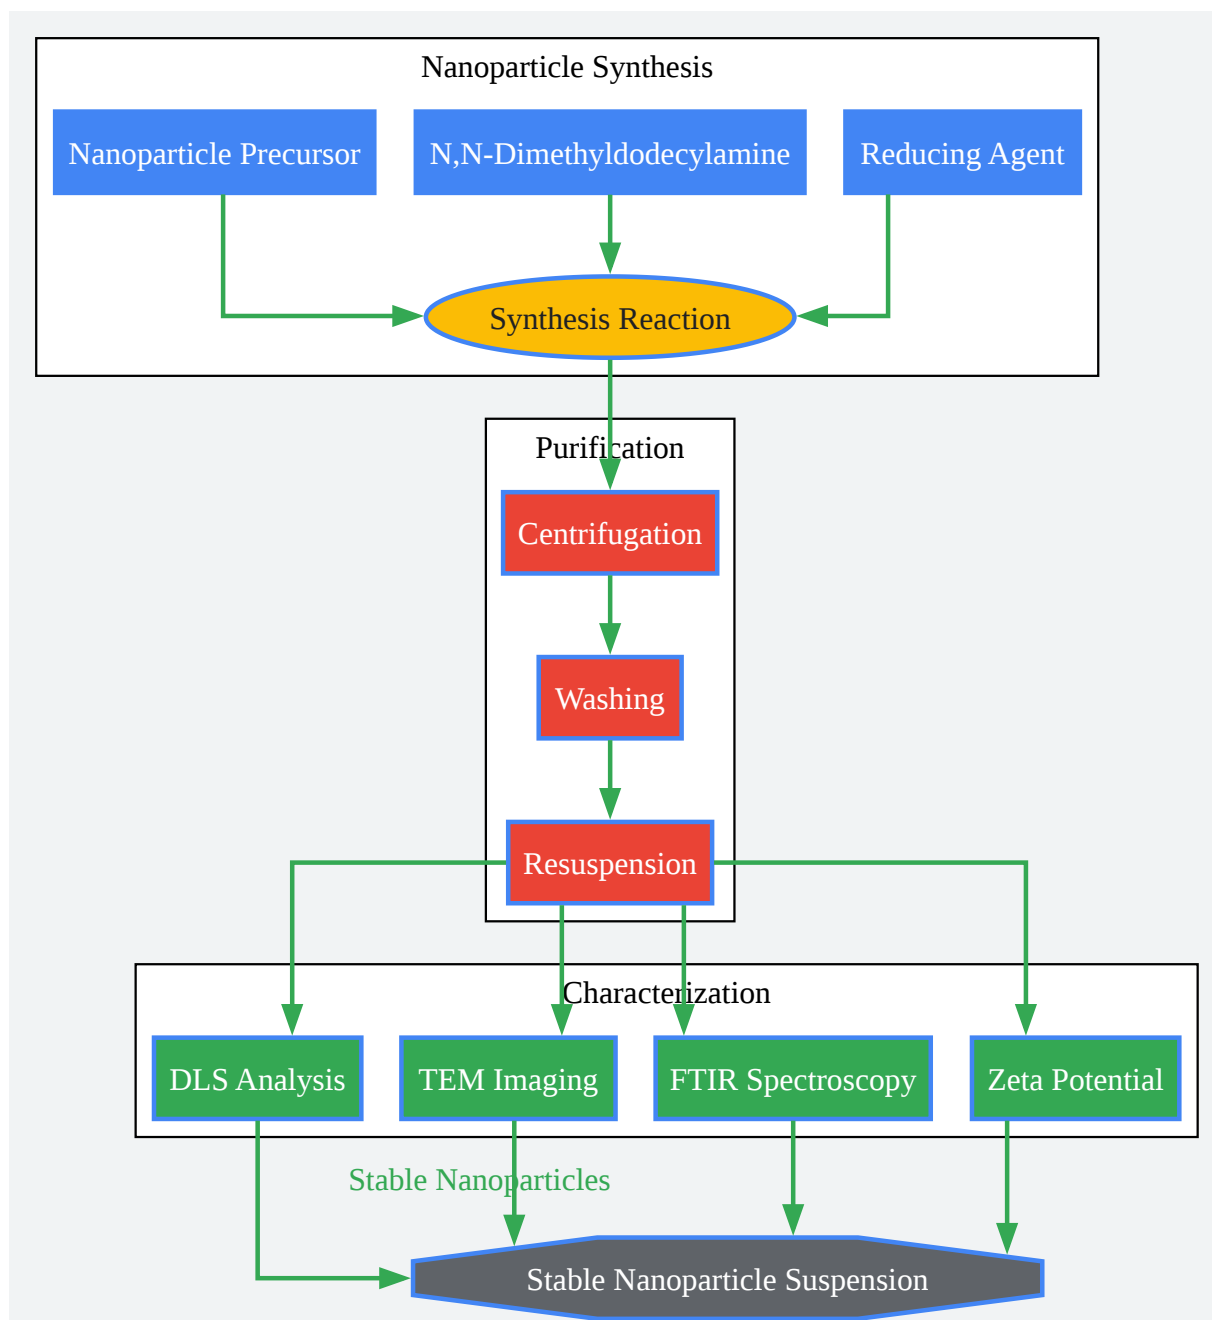 Nanoparticle Synthesis
Nanoparticle Precursor
N,N-Dimethyldodecylamine
Reducing Agent
Synthesis Reaction
Purification
Centrifugation
Washing
Resuspension
Characterization
DLS Analysis
TEM Imaging
FTIR Spectroscopy
Zeta Potential
Stable Nanoparticles
Stable Nanoparticle Suspension